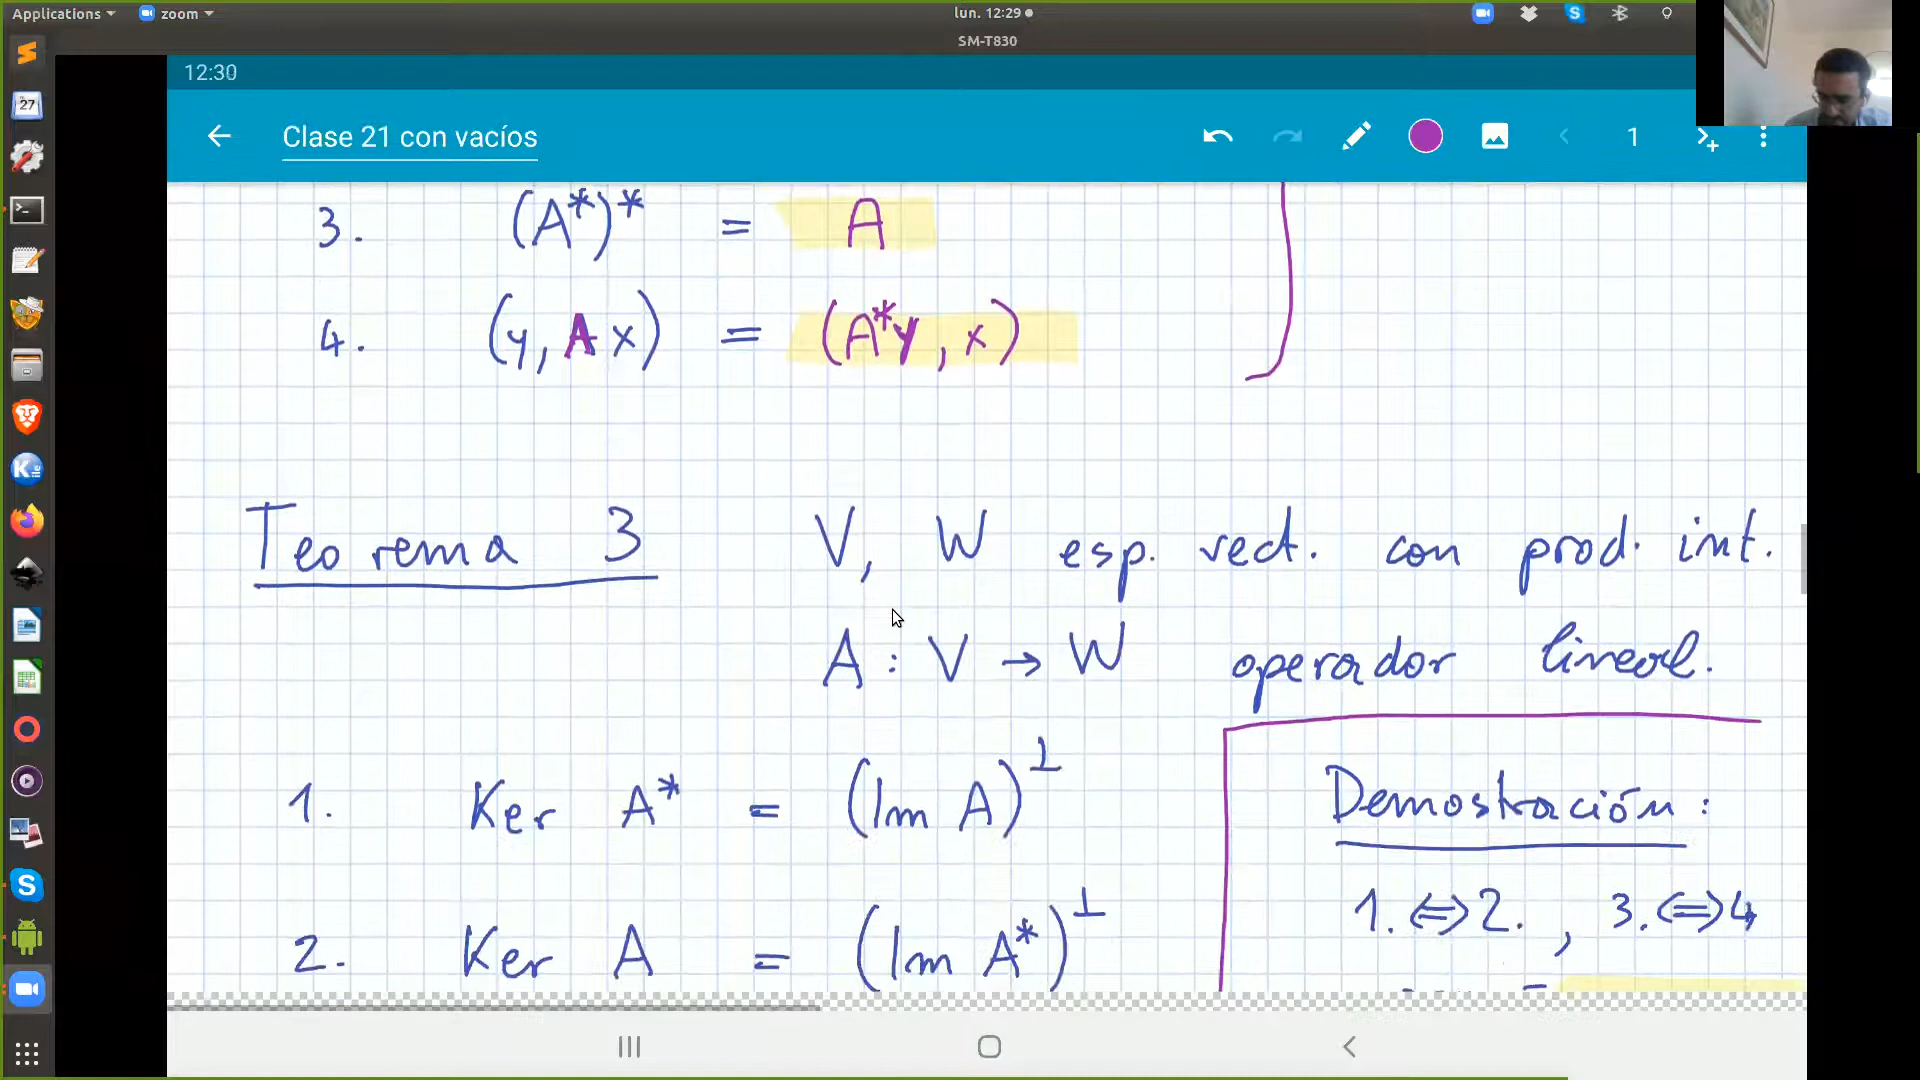 Applications zoom lun. 12:29
SM-T830
12:30
Clase 21 con vacíos 1
3. (A*)* = A
4. (y, A x) = (A*y, x)
Teorema 3 V, W esp. vect. con prod. int.
A : V → W operador lineal.
1. Ker A* = (Im A)⊥
Demostración:
2. Ker A = (Im A*)⊥
1. ⇔ 2. , 3. ⇔ 4